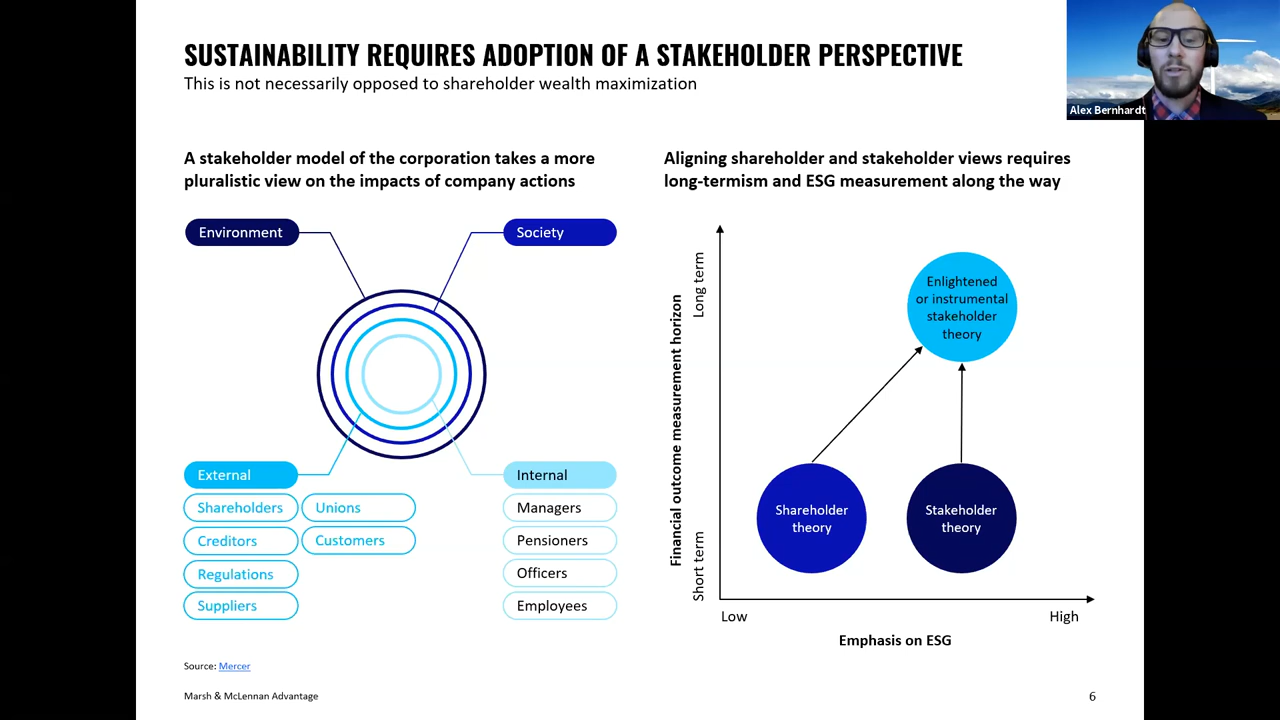 SUSTAINABILITY REQUIRES ADOPTION OF A STAKEHOLDER PERSPECTIVE
This is not necessarily opposed to shareholder wealth maximization
Alex Bernhardt
A stakeholder model of the corporation takes a more
pluralistic view on the impacts of company actions
Environment
Society
External
Shareholders
Unions
Creditors
Customers
Regulations
Suppliers
Internal
Managers
Pensioners
Officers
Employees
Aligning shareholder and stakeholder views requires
long-termism and ESG measurement along the way
Financial outcome measurement horizon
Long term
Short term
Enlightened
or instrumental
stakeholder
theory
Shareholder
theory
Stakeholder
theory
Low
High
Emphasis on ESG
Source: Mercer
Marsh & McLennan Advantage
6